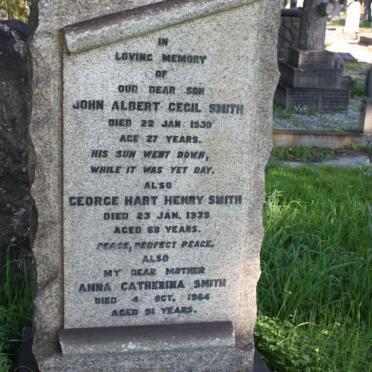 IN
LOVING MEMORY
OF
OUR DEAR SON
JOHN ALBERT CECIL SMITH
DIED 22 JAN. 1930
AGE 27 YEARS.
HIS SUN WENT DOWN,
WHILE IT WAS YET DAY.
ALSO
GEORGE HART HENRY SMITH
DIED 23 JAN. 1939
AGED 68 YEARS.
PEACE, PERFECT PEACE.
ALSO
MY DEAR MOTHER
ANNA CATHERINA SMITH
DIED 4 OCT. 1964
AGED 91 YEARS.